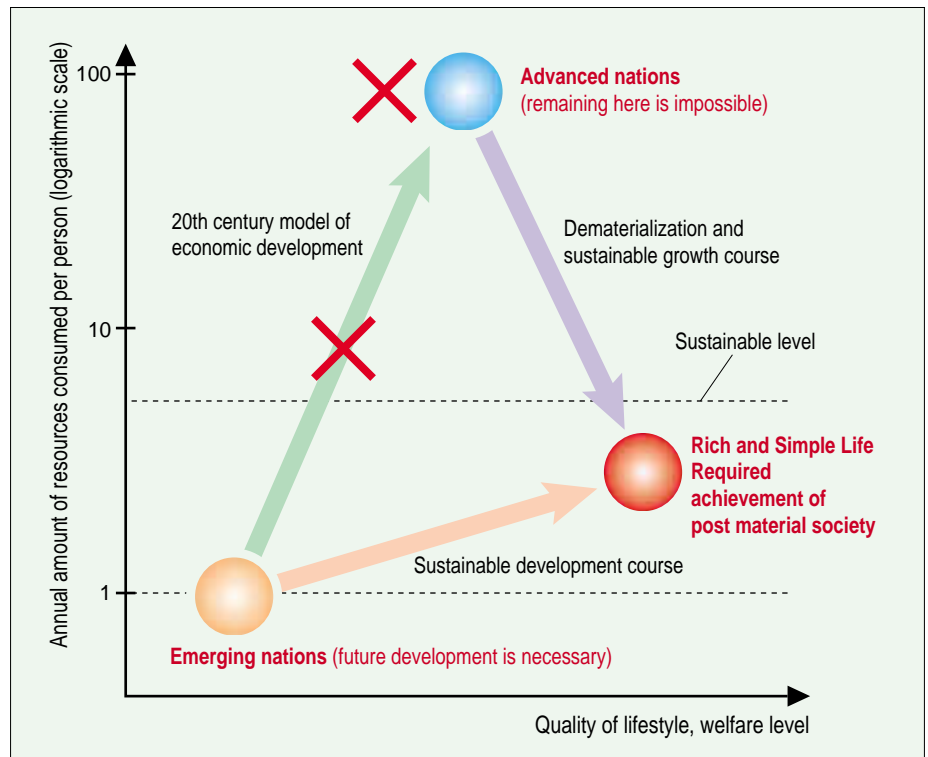 Annual amount of resources consumed per person (logarithmic scale)
100
10
1
Advanced nations
(remaining here is impossible)
20th century model of
economic development
Dematerialization and
sustainable growth course
Sustainable level
Rich and Simple Life
Required
achievement of
post material society
Sustainable development course
Emerging nations (future development is necessary)
Quality of lifestyle, welfare level